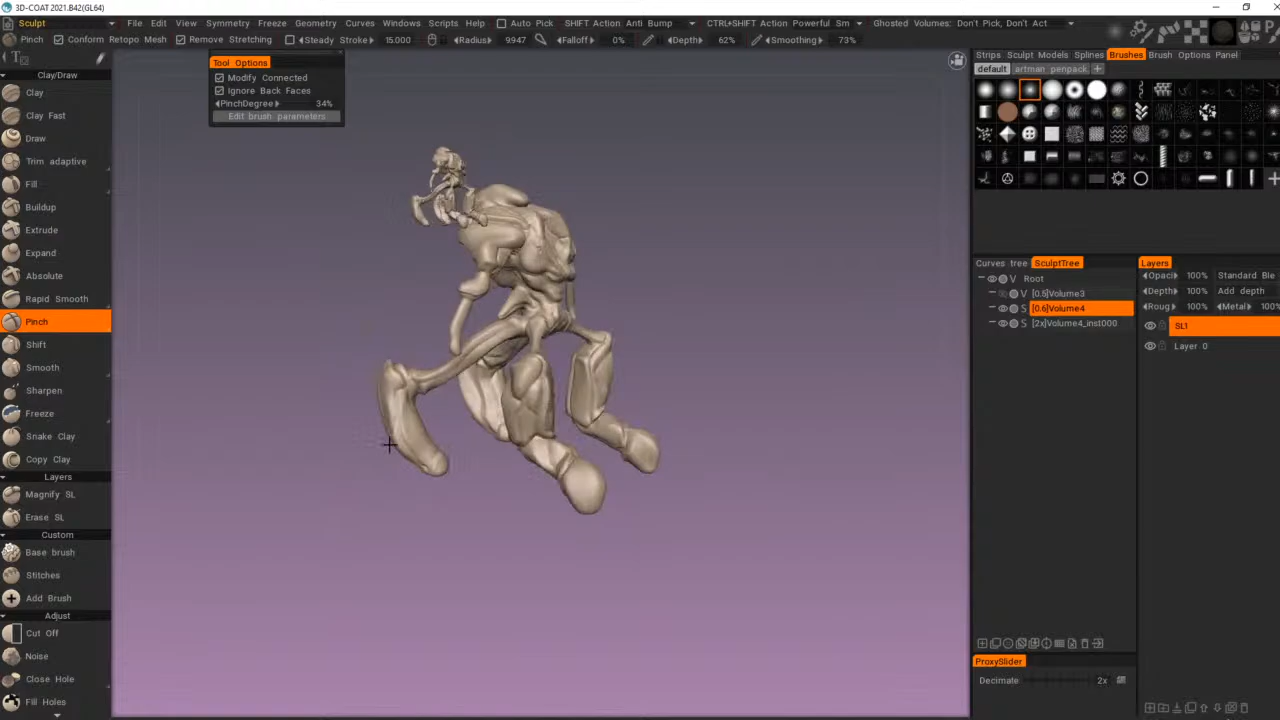 3D-COAT 2021.B42(GL64)
Sculpt File Edit View Symmetry Freeze Geometry Curves Windows Scripts Help Auto Pick SHIFT Action Anti Bump CTRL+SHIFT Action Powerful Sm Ghosted Volumes: Don't Pick, Don't Act
Pinch Conform Retopo Mesh Remove Stretching Steady Stroke 15.000 Radius 9.947 Falloff 0% Depth 62% Smoothing 73%
Tool Options
Modify Connected
Ignore Back Faces
PinchDegree 34%
Edit brush parameters
Clay/Draw
Clay
Clay Fast
Draw
Trim adaptive
Fill
Buildup
Extrude
Expand
Absolute
Rapid Smooth
Pinch
Shift
Smooth
Sharpen
Freeze
Snake Clay
Copy Clay
Layers
Magnify SL
Erase SL
Custom
Base brush
Stitches
Add Brush
Adjust
Cut Off
Noise
Close Hole
Fill Holes
Strips Sculpt Models Splines Brushes Options Panel
default artman penpack
Curves tree SculptTree
V Root
V [0.5]Volume3
S [0.6]Volume4
S [2x]Volume4_inst000
ProxySlider
Decimate 2x
Layers
Opaci 100% Standard Ble
Depth 100% Add depth
Roug 100% Metal 100%
SL1
Layer 0